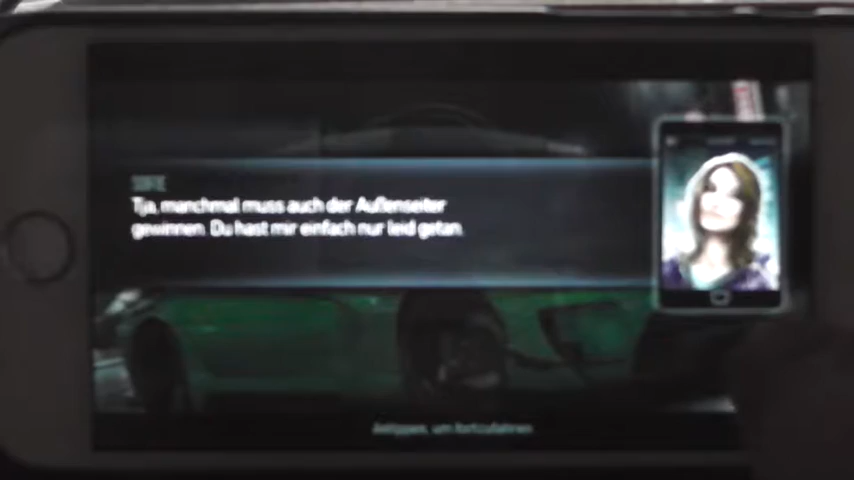 SOFIE
Tja, manchmal muss auch der Außenseiter
gewinnen. Du hast mir einfach nur leid getan.
Antippen, um fortzufahren